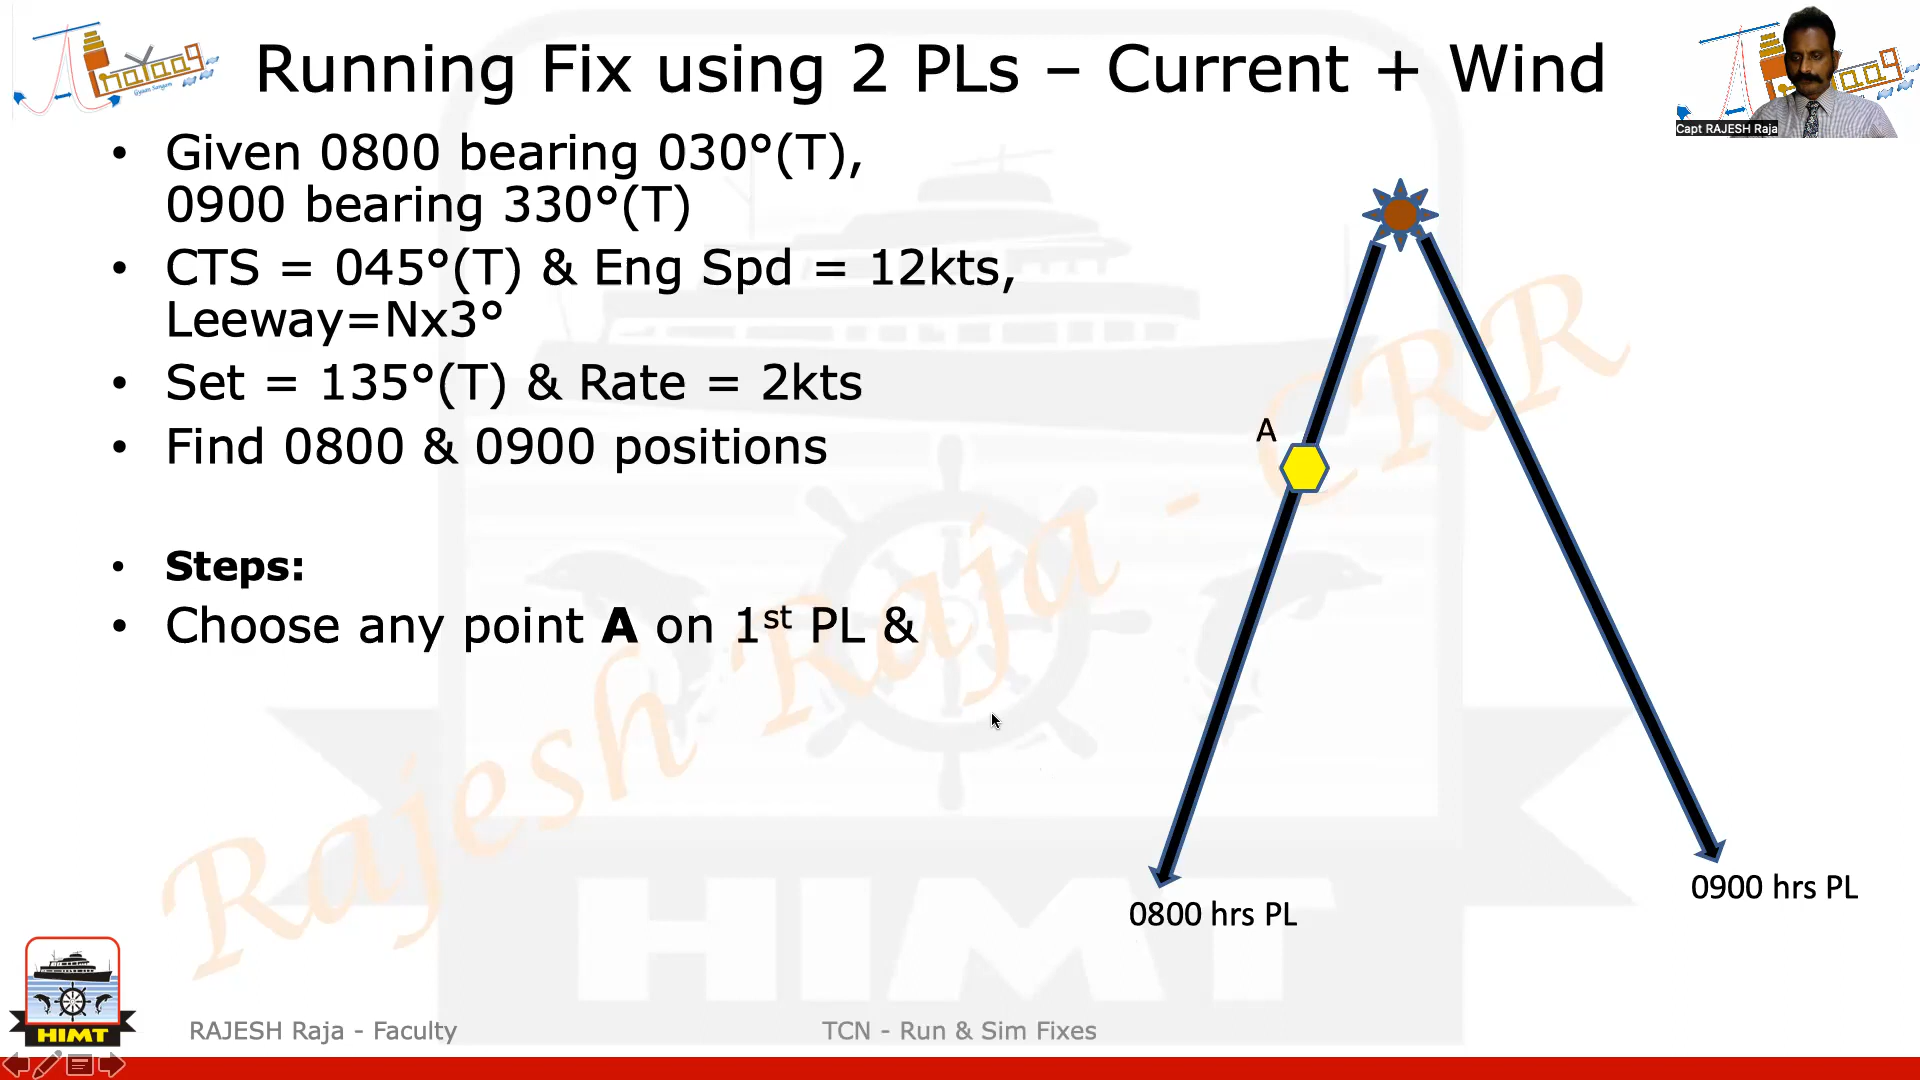 Running Fix using 2 PLs – Current + Wind
Capt RAJESH Raja
• Given 0800 bearing 030°(T),
0900 bearing 330°(T)
• CTS = 045°(T) & Eng Spd = 12kts,
Leeway=Nx3°
• Set = 135°(T) & Rate = 2kts
• Find 0800 & 0900 positions
• Steps:
• Choose any point A on 1st PL &
A
0800 hrs PL
0900 hrs PL
Rajesh Raja - CRR
HIMT
HIMT
RAJESH Raja - Faculty
TCN - Run & Sim Fixes